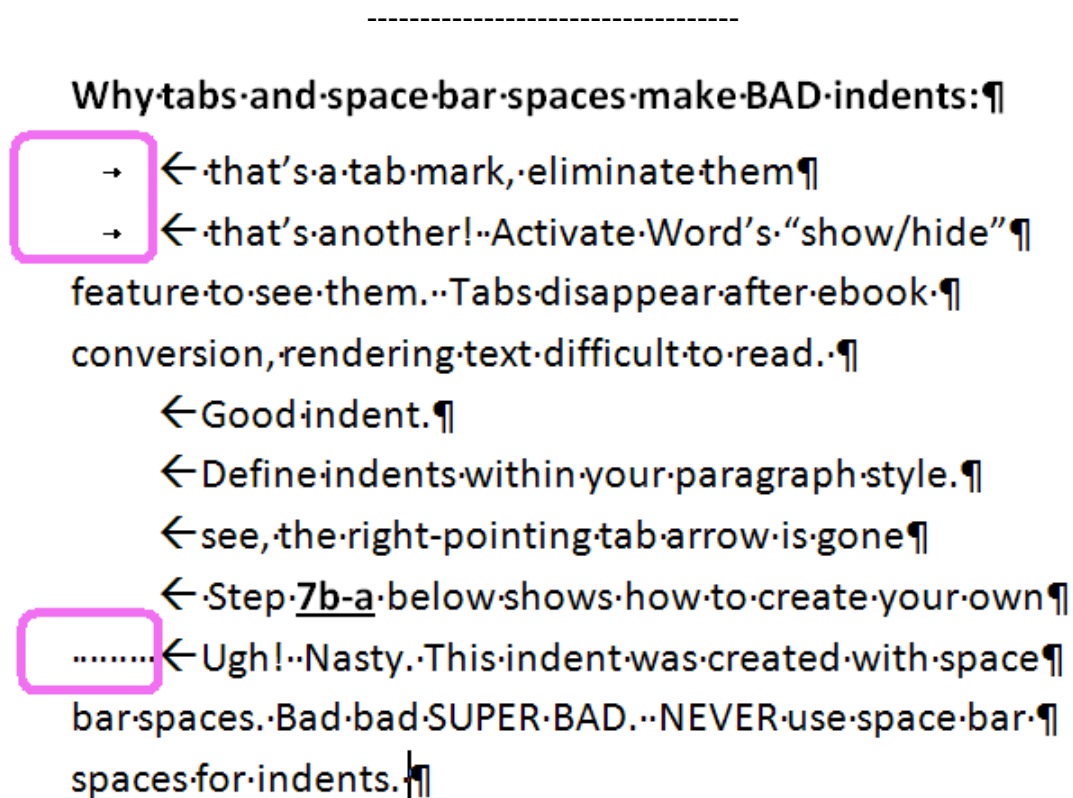 -----------------------------------
Why·tabs·and·space·bar·spaces·make·BAD·indents:¶
→ ←·that’s·a·tab·mark,·eliminate·them¶
→ ←·that’s·another!··Activate·Word’s·“show/hide”¶
feature·to·see·them.··Tabs·disappear·after·ebook·¶
conversion,·rendering·text·difficult·to·read.·¶
←Good·indent.¶
←Define·indents·within·your·paragraph·style.¶
←see,·the·right-pointing·tab·arrow·is·gone¶
←·Step·7b-a·below·shows·how·to·create·your·own¶
·········←Ugh!··Nasty.·This·indent·was·created·with·space¶
bar·spaces.·Bad·bad·SUPER·BAD.··NEVER·use·space·bar·¶
spaces·for·indents.·¶